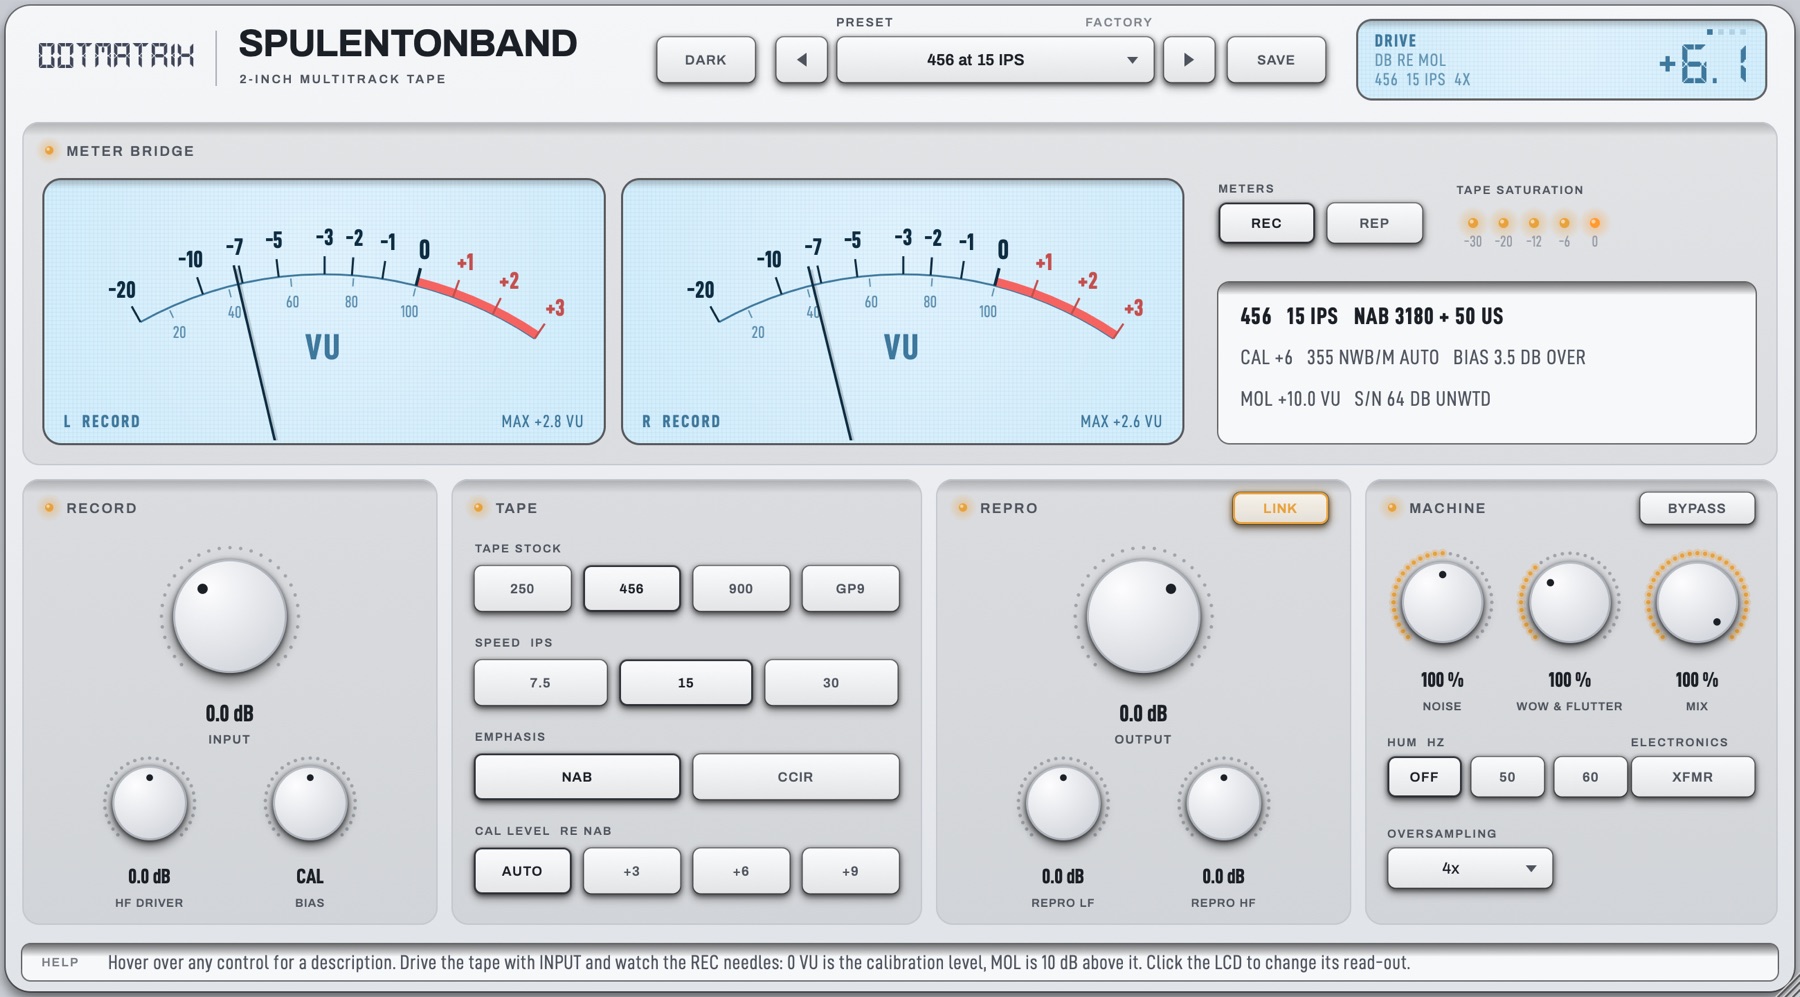 DOTMATRIX
SPULENTONBAND
2-INCH MULTITRACK TAPE
PRESET FACTORY
DARK 456 at 15 IPS SAVE
DRIVE
DB RE MOL
456 15 IPS 4X
+6.1
METER BRIDGE
-20 -10 -7 -5 -3 -2 -1 0 +1 +2 +3
20 40 60 80 100
VU
L RECORD MAX +2.8 VU
-20 -10 -7 -5 -3 -2 -1 0 +1 +2 +3
20 40 60 80 100
VU
R RECORD MAX +2.6 VU
METERS
REC REP
TAPE SATURATION
-30 -20 -12 -6 0
456 15 IPS NAB 3180 + 50 US
CAL +6 355 NWB/M AUTO BIAS 3.5 DB OVER
MOL +10.0 VU S/N 64 DB UNWTD
RECORD
0.0 dB
INPUT
0.0 dB CAL
HF DRIVER BIAS
TAPE
TAPE STOCK
250 456 900 GP9
SPEED IPS
7.5 15 30
EMPHASIS
NAB CCIR
CAL LEVEL RE NAB
AUTO +3 +6 +9
REPRO LINK
0.0 dB
OUTPUT
0.0 dB 0.0 dB
REPRO LF REPRO HF
MACHINE BYPASS
100 % 100 % 100 %
NOISE WOW & FLUTTER MIX
HUM HZ ELECTRONICS
OFF 50 60 XFMR
OVERSAMPLING
4x
HELP Hover over any control for a description. Drive the tape with INPUT and watch the REC needles: 0 VU is the calibration level, MOL is 10 dB above it. Click the LCD to change its read-out.